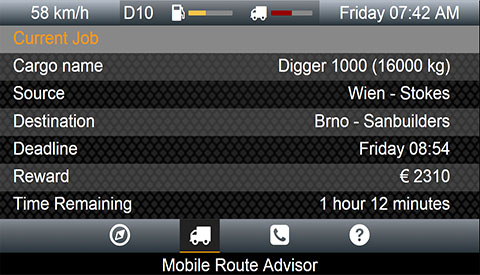 58 km/h D10 Friday 07:42 AM
Current Job
Cargo name Digger 1000 (16000 kg)
Source Wien - Stokes
Destination Brno - Sanbuilders
Deadline Friday 08:54
Reward € 2310
Time Remaining 1 hour 12 minutes
?
Mobile Route Advisor